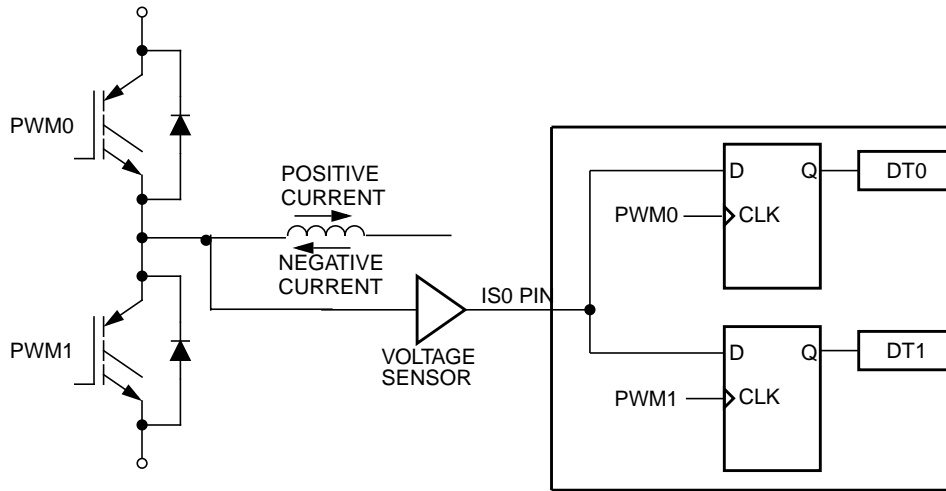 PWM0
POSITIVE
CURRENT
NEGATIVE
CURRENT
PWM1
VOLTAGE
SENSOR
IS0 PIN
D
Q
DT0
PWM0
CLK
D
Q
DT1
PWM1
CLK